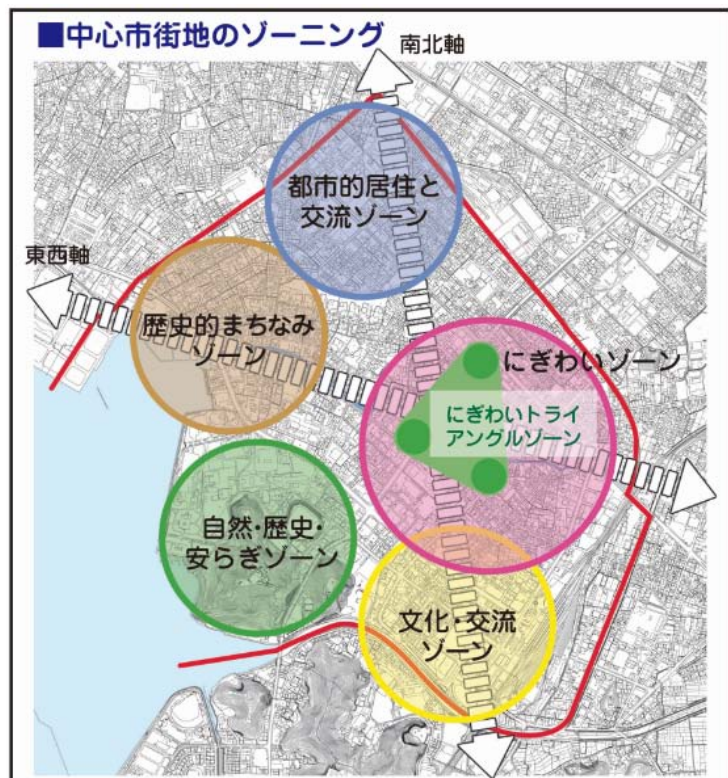 ■中心市街地のゾーニング
南北軸
都市的居住と
交流ゾーン
東西軸
歴史的まちなみ
ゾーン
にぎわいゾーン
にぎわいトライ
アングルゾーン
自然・歴史・
安らぎゾーン
文化・交流
ゾーン